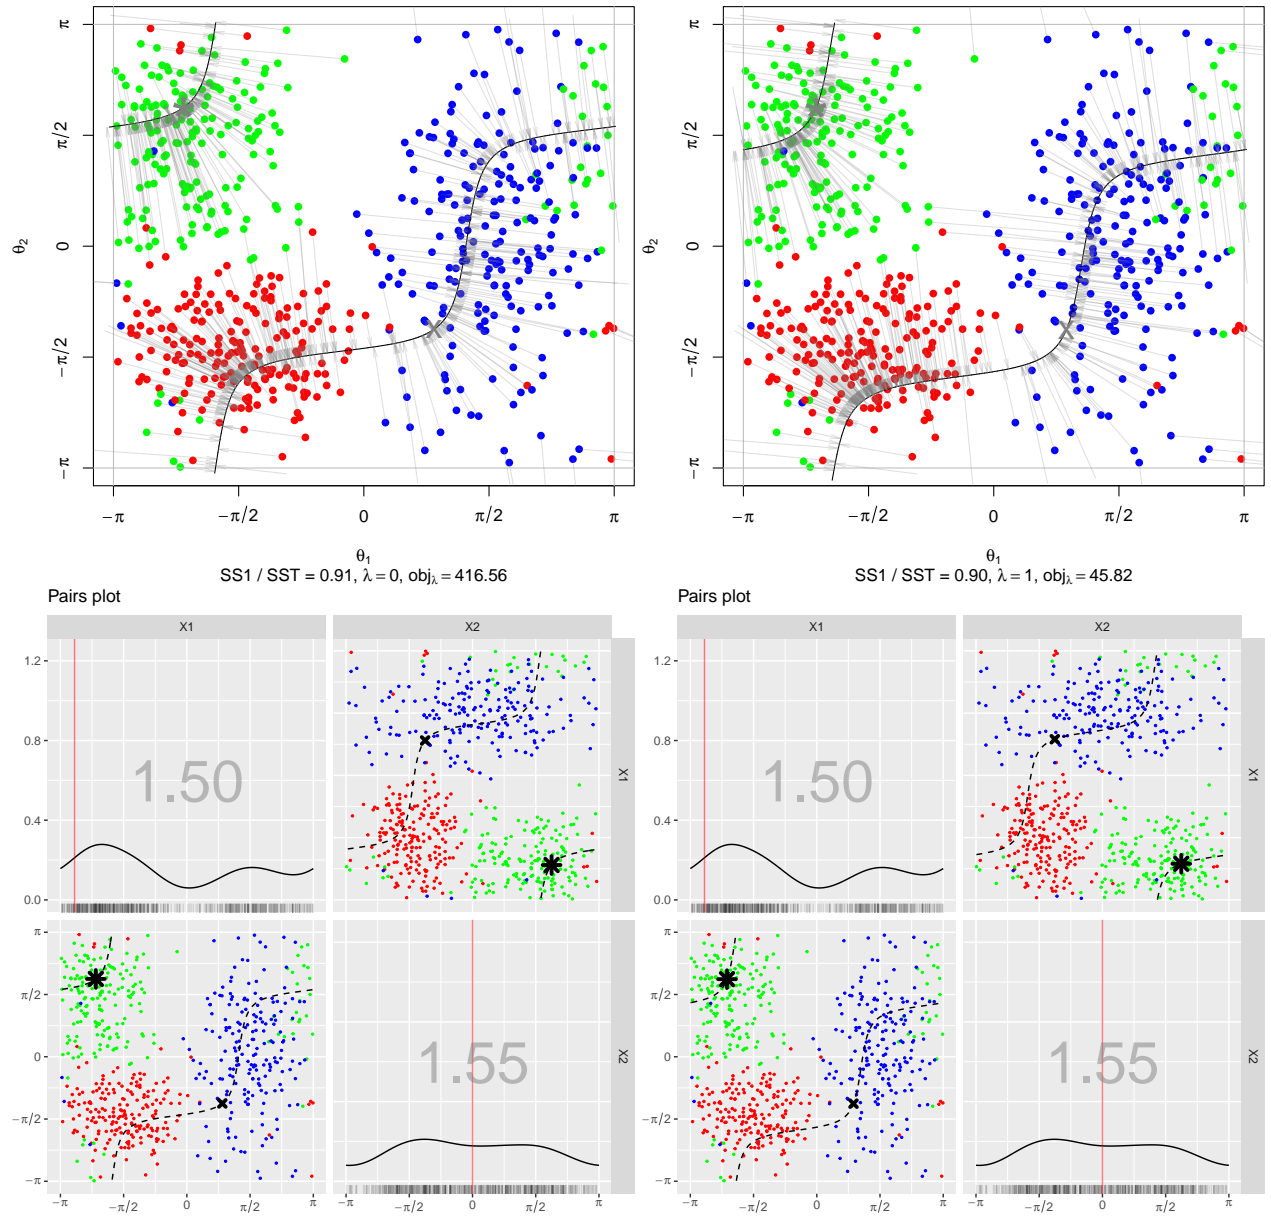 π
π/2
0
−π/2
−π
θ2
−π
−π/2
0
π/2
π
θ1
SS1 / SST = 0.91, λ = 0, objλ = 416.56
π
π/2
0
−π/2
−π
θ2
−π
−π/2
0
π/2
π
θ1
SS1 / SST = 0.90, λ = 1, objλ = 45.82
Pairs plot
X1
X2
1.2
0.8
0.4
0.0
1.50
X1
π
π/2
0
−π/2
−π
1.55
X2
−π
−π/2
0
π/2
π
−π
−π/2
0
π/2
π
Pairs plot
X1
X2
1.2
0.8
0.4
0.0
1.50
X1
π
π/2
0
−π/2
−π
1.55
X2
−π
−π/2
0
π/2
π
−π
−π/2
0
π/2
π